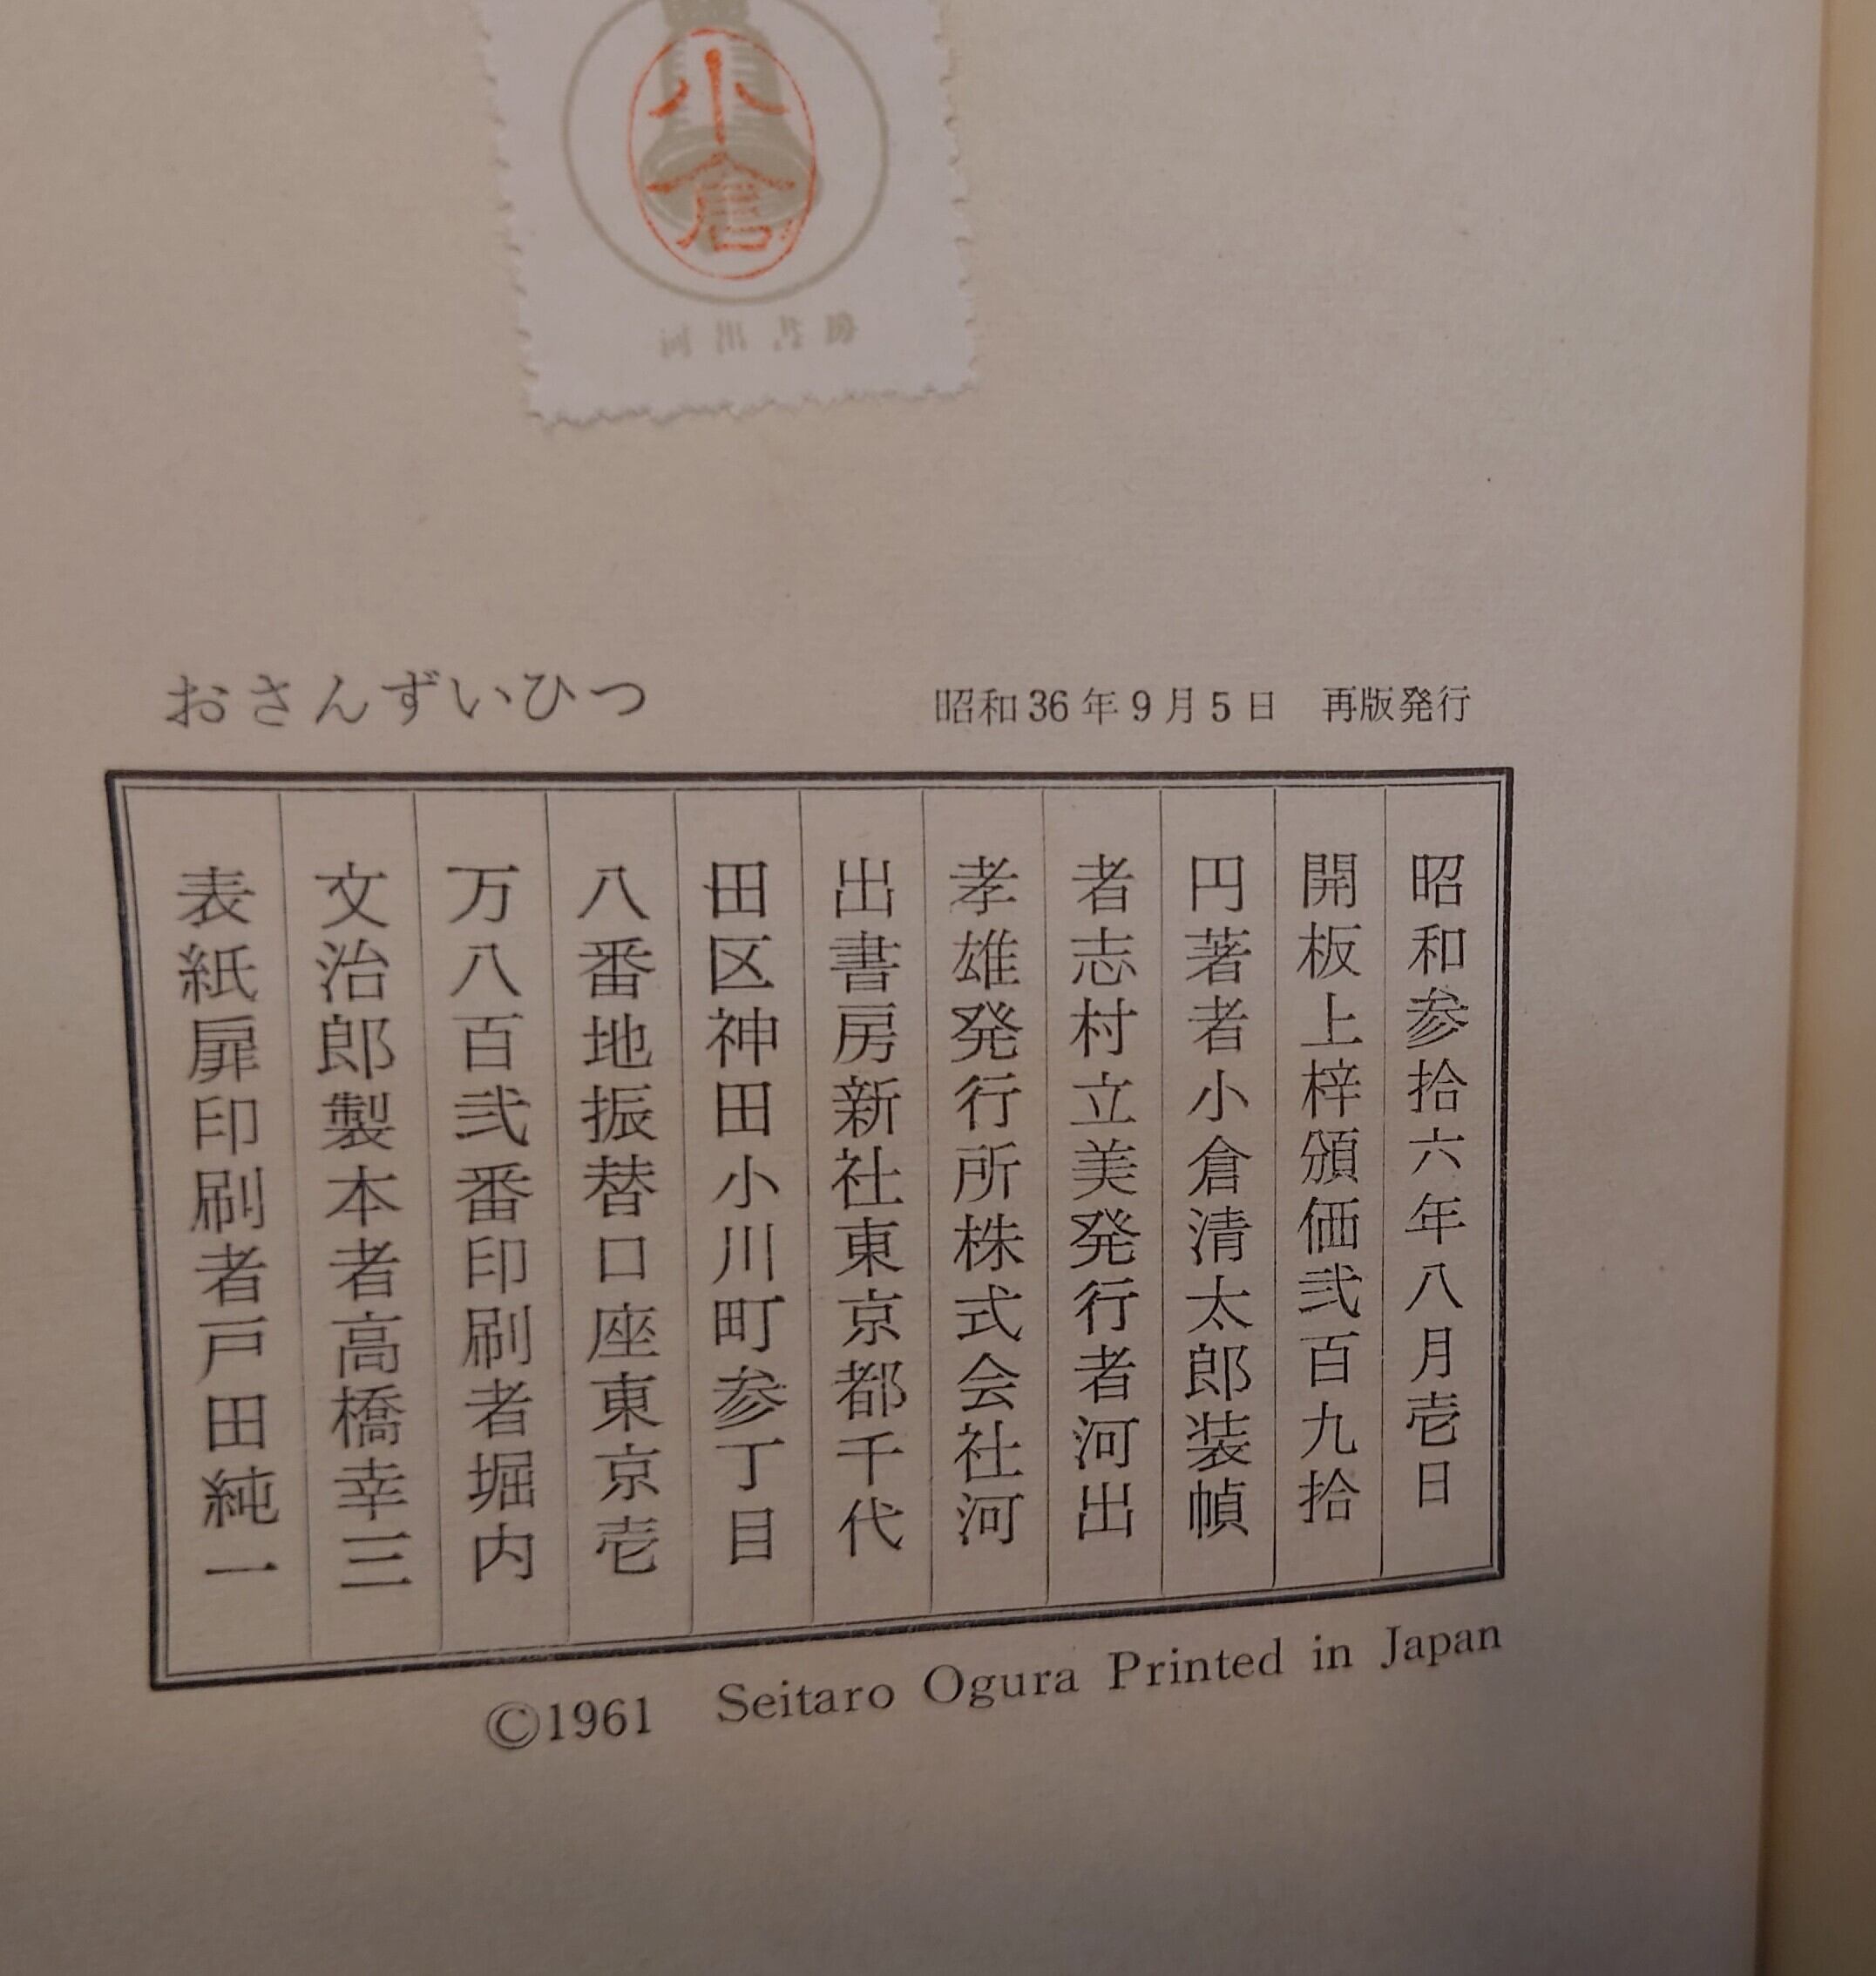 小倉
おさんずいひつ
昭和36年9月5日 再版発行
昭和参拾六年八月壱日
開板上梓頒価弐百九拾
円著者小倉清太郎装幀
者志村立美発行者河出
孝雄発行所株式会社河
出書房新社東京都千代
田区神田小川町参丁目
八番地振替口座東京壱
万八百弐番印刷者堀内
文治郎製本者高橋幸三
表紙扉印刷者戸田純一
©1961 Seitaro Ogura Printed in Japan